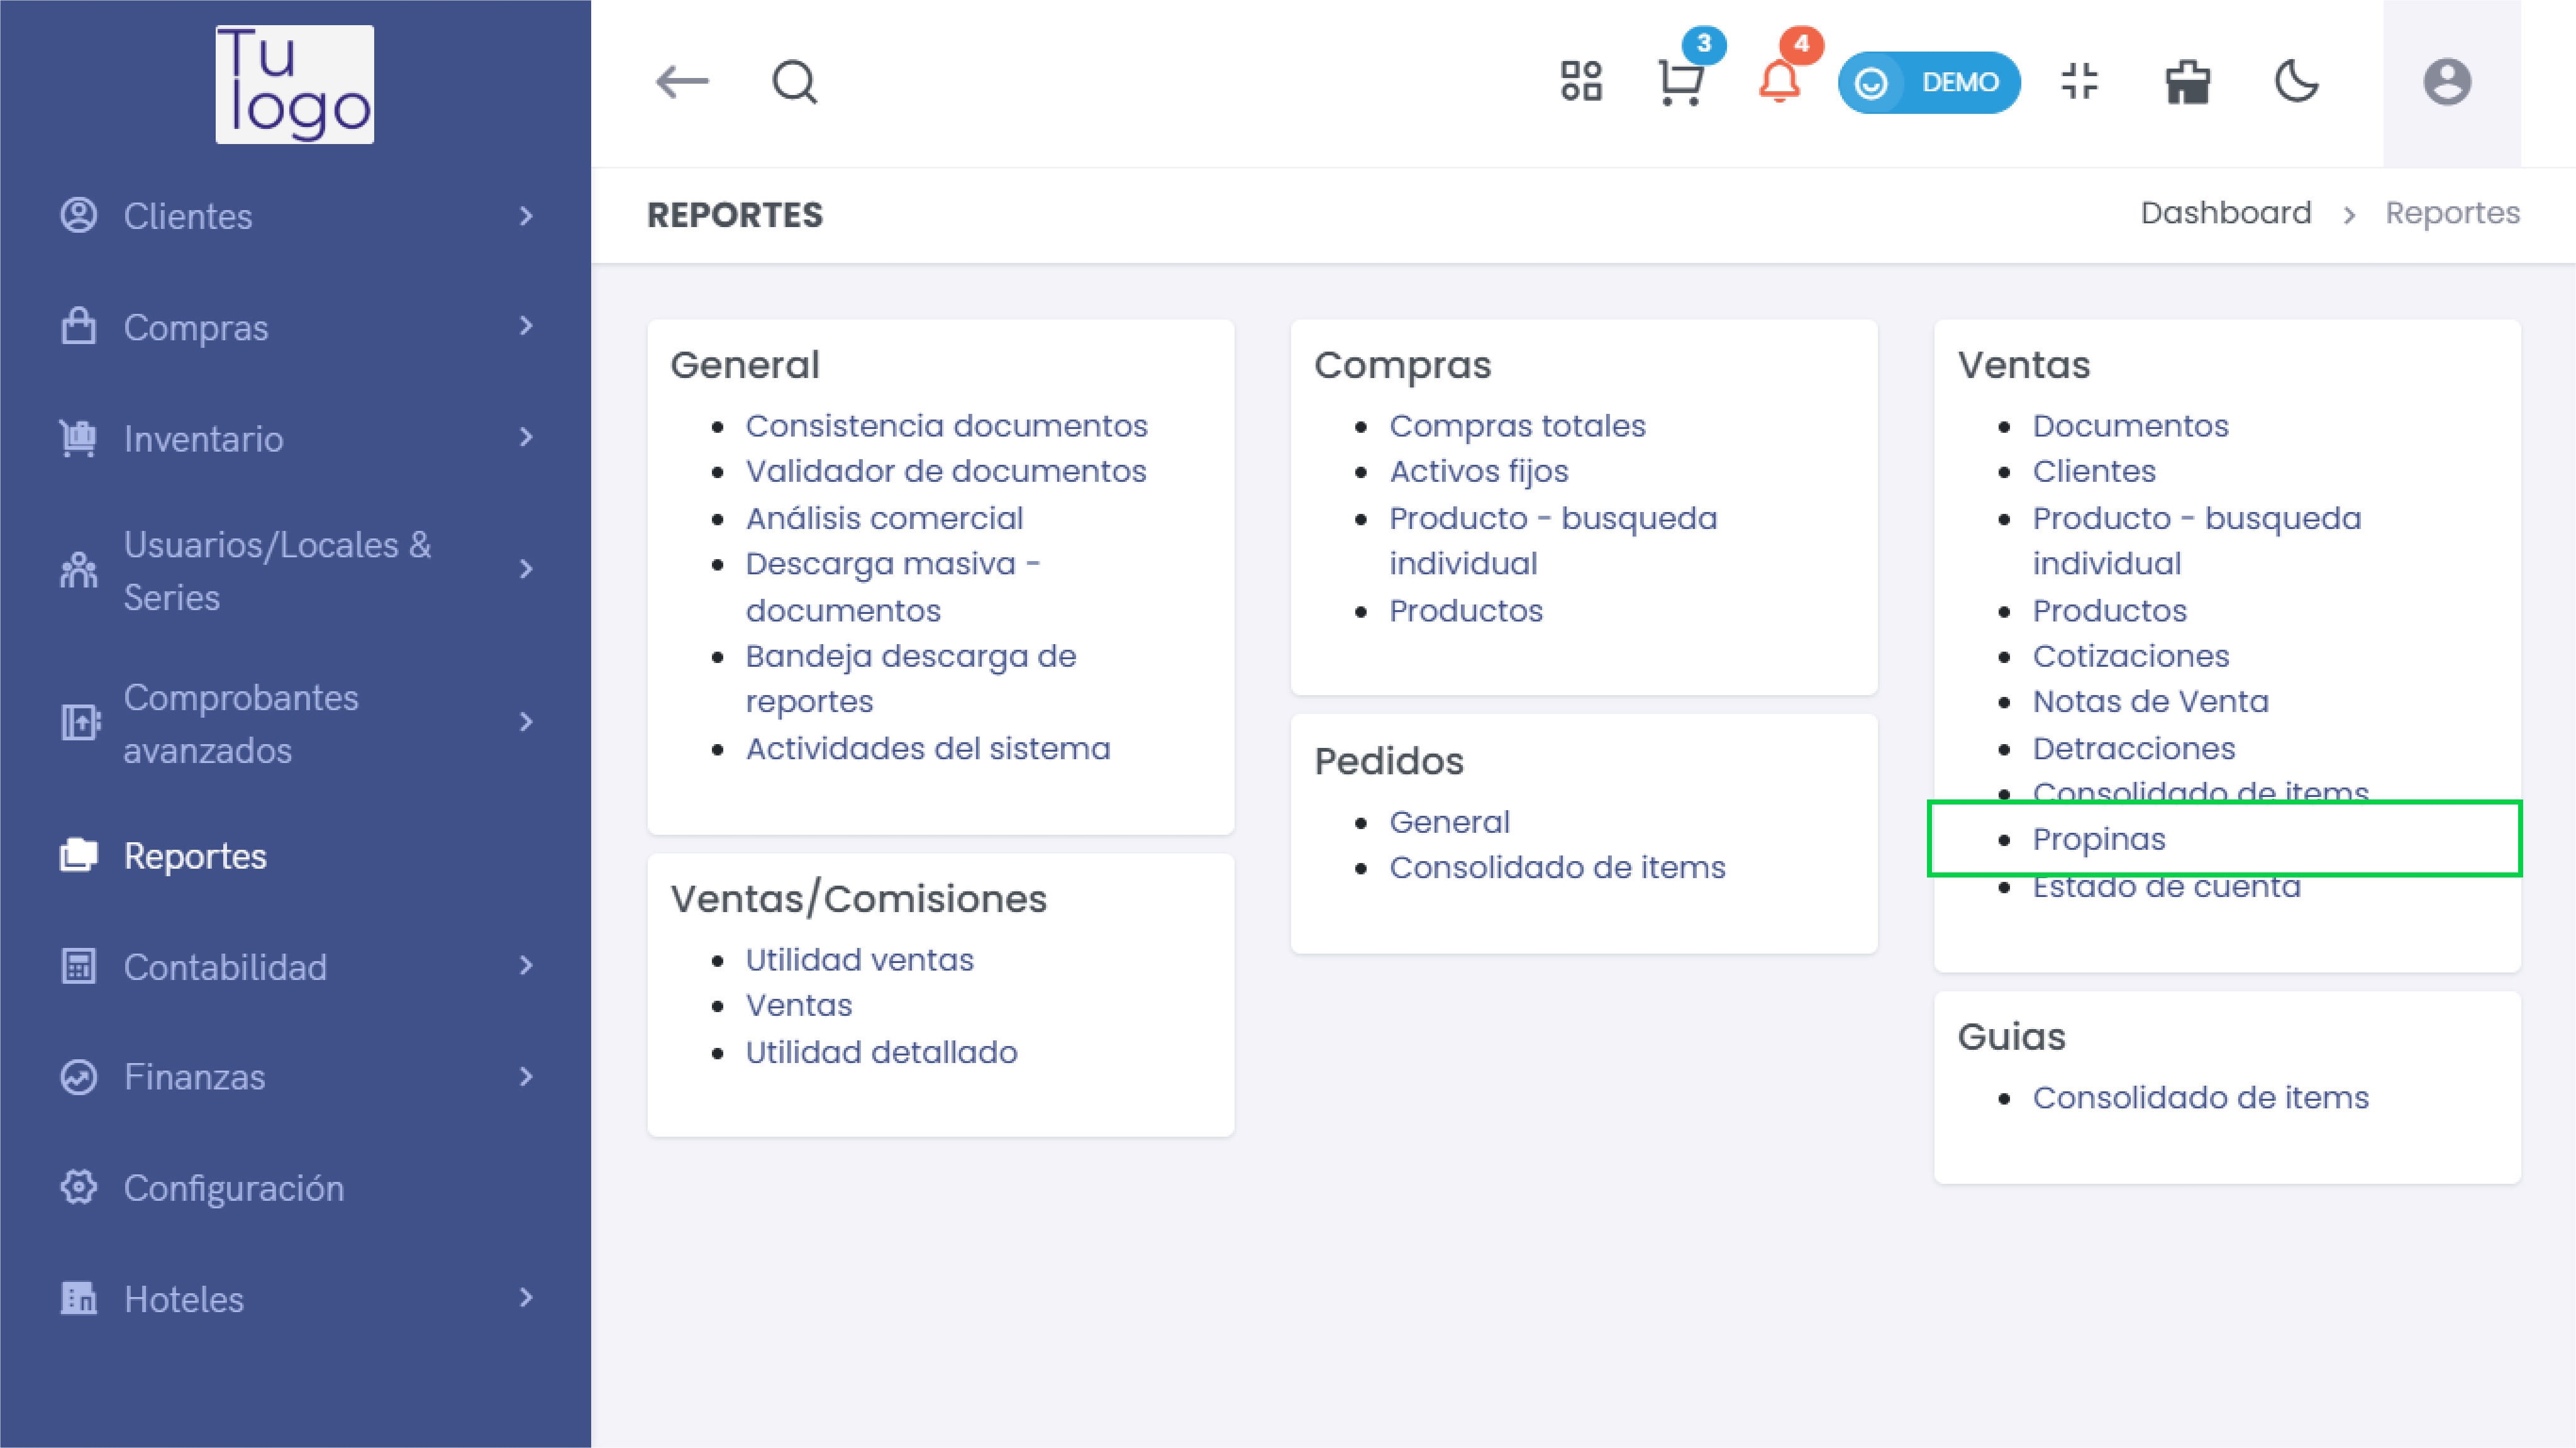 Tu
logo
Clientes
Compras
Inventario
Usuarios/Locales &
Series
Comprobantes
avanzados
Reportes
Contabilidad
Finanzas
Configuración
Hoteles
3
4
DEMO
REPORTES
Dashboard > Reportes
General
Consistencia documentos
Validador de documentos
Análisis comercial
Descarga masiva -
documentos
Bandeja descarga de
reportes
Actividades del sistema
Ventas/Comisiones
Utilidad ventas
Ventas
Utilidad detallado
Compras
Compras totales
Activos fijos
Producto - busqueda
individual
Productos
Pedidos
General
Consolidado de items
Ventas
Documentos
Clientes
Producto - busqueda
individual
Productos
Cotizaciones
Notas de Venta
Detracciones
Consolidado de items
Propinas
Estado de cuenta
Guias
Consolidado de items